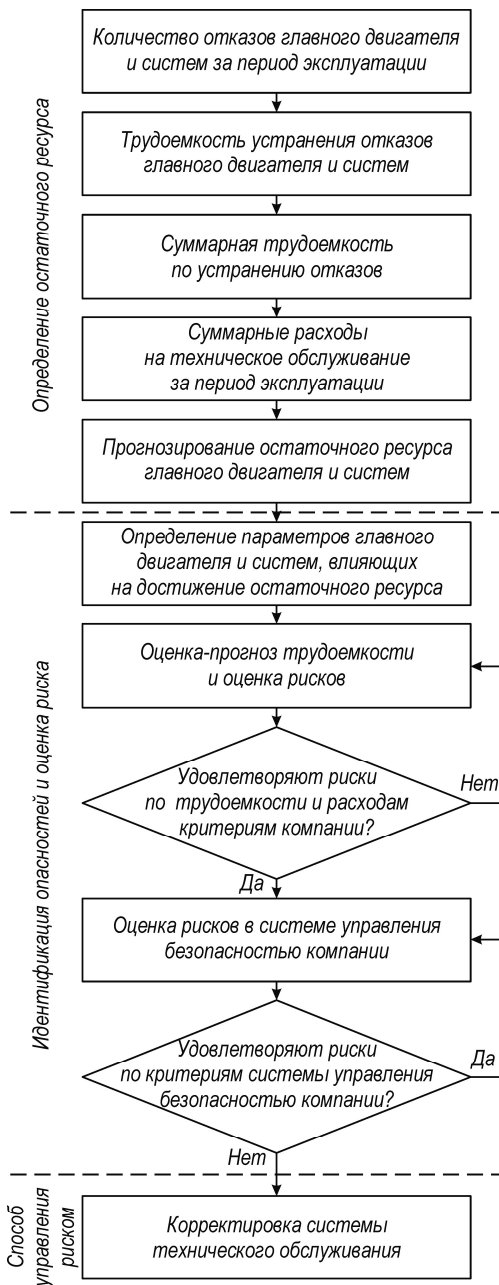 Определение остаточного ресурса
Количество отказов главного двигателя
и систем за период эксплуатации
Трудоемкость устранения отказов
главного двигателя и систем
Суммарная трудоемкость
по устранению отказов
Суммарные расходы
на техническое обслуживание
за период эксплуатации
Прогнозирование остаточного ресурса
главного двигателя и систем
Идентификация опасностей и оценка риска
Определение параметров главного
двигателя и систем, влияющих
на достижение остаточного ресурса
Оценка-прогноз трудоемкости
и оценка рисков
Удовлетворяют риски
по трудоемкости и расходам
критериям компании?
Нет
Да
Оценка рисков в системе управления
безопасностью компании
Удовлетворяют риски
по критериям системы управления
безопасностью компании?
Да
Нет
Способ
управления
риском
Корректировка системы
технического обслуживания